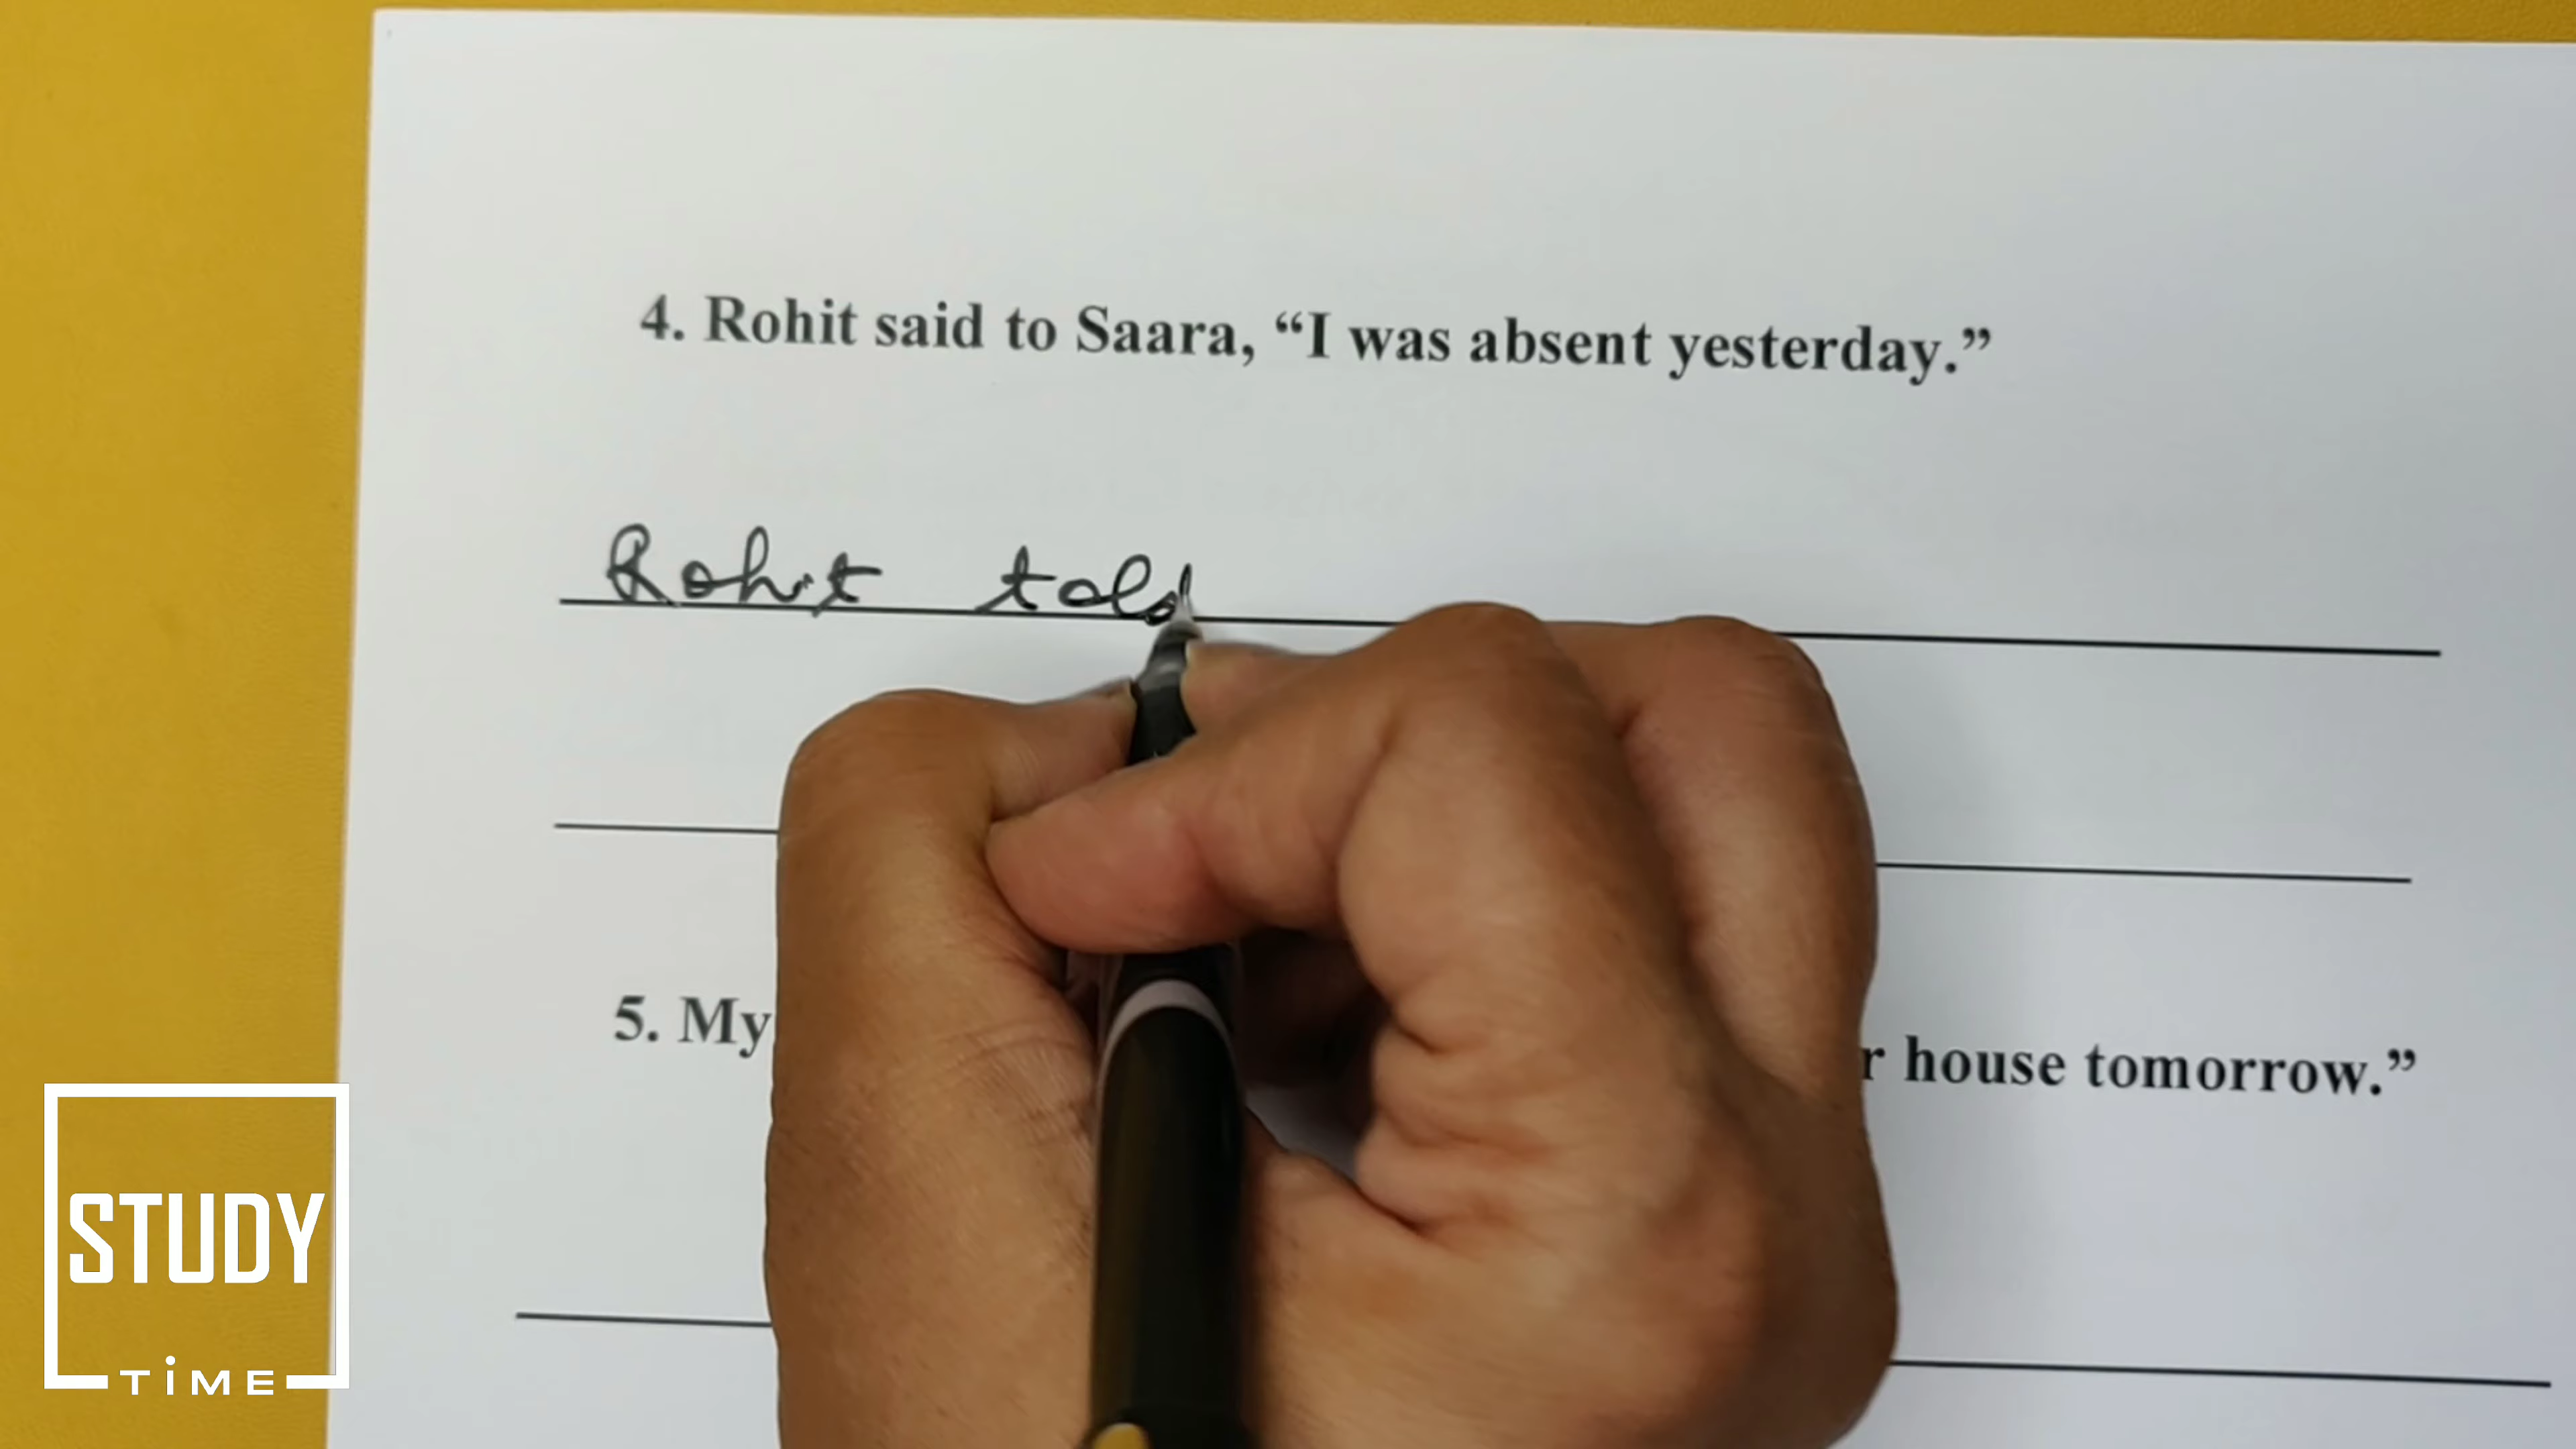 4. Rohit said to Saara, “I was absent yesterday.”
Rohit told
5. My house tomorrow.”
STUDY
TiME